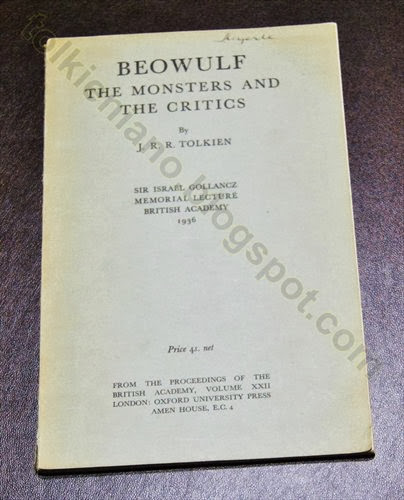 BEOWULF
THE MONSTERS AND
THE CRITICS
By
J. R. R. TOLKIEN
SIR ISRAEL GOLLANCZ
MEMORIAL LECTURE
BRITISH ACADEMY
1936
Price 4s. net
FROM THE PROCEEDINGS OF THE
BRITISH ACADEMY, VOLUME XXII
LONDON: OXFORD UNIVERSITY PRESS
AMEN HOUSE, E.C. 4
tolkieniano.blogspot.com